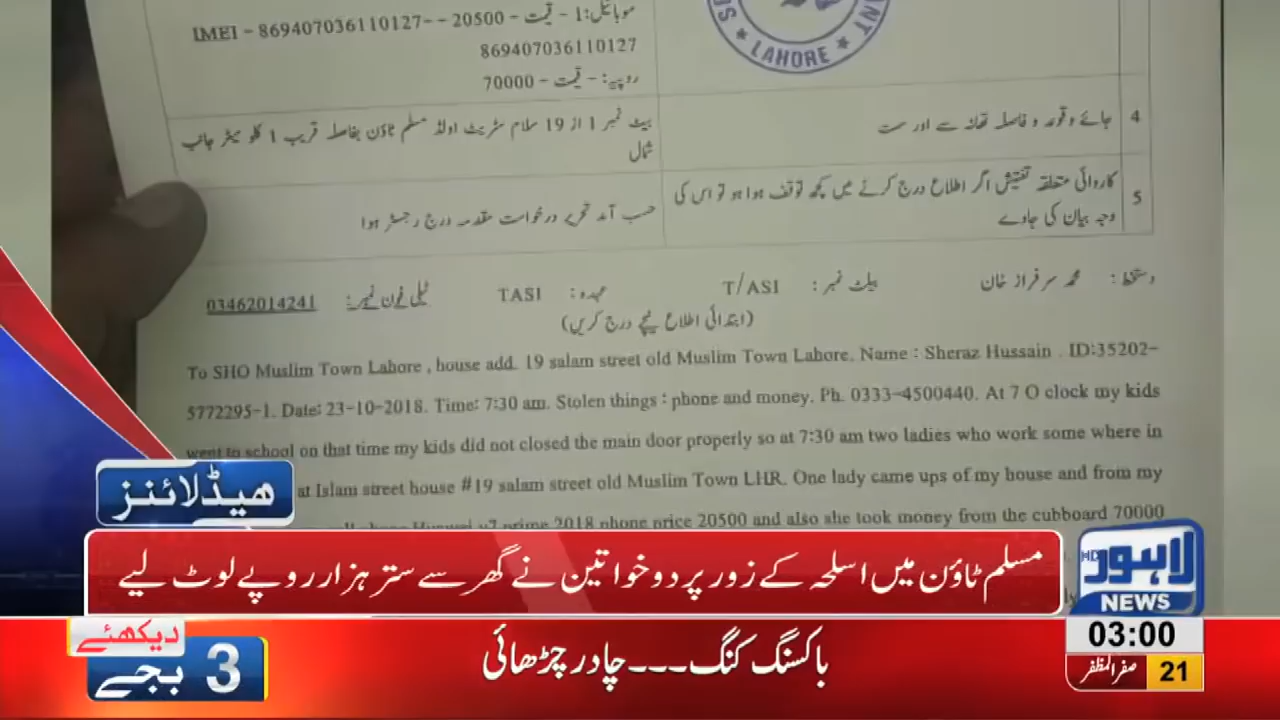 موبائل:1 - قیمت - 20500 -- IMEI - 869407036110127
869407036110127
روپیہ: - قیمت - 70000
LAHORE
4 جائے وقوعہ و فاصلہ تھانہ سے اور سمت
بیٹ نمبر 1 از 19 سلام سٹریٹ اولڈ مسلم ٹاؤن بفاصلہ قریب 1 کلو میٹر جانب
شمال
5 کاروائی متعلقہ تفتیش اگر اطلاع درج کرنے میں کچھ توقف ہوا ہو تو اس کی
وجہ بیان کی جاوے
حسب آمد تحریر درخواست مقدمہ درج رجسٹر ہوا
دستخط: محمد سرفراز خان بیلٹ نمبر: T/ASI عہدہ: TASI ٹیلی فون نمبر: 03462014241
(ابتدائی اطلاع نیچے درج کریں)
To SHO Muslim Town Lahore , house add. 19 salam street old Muslim Town Lahore. Name : Sheraz Hussain . ID:35202-
5772295-1. Date: 23-10-2018. Time: 7:30 am. Stolen things : phone and money. Ph. 0333-4500440. At 7 O clock my kids
went to school on that time my kids did not closed the main door properly so at 7:30 am two ladies who work some where in
at Islam street house #19 salam street old Muslim Town LHR. One lady came ups of my house and from my
prime 2018 phone price 20500 and also she took money from the cubboard 70000
ھیڈلائنز
مسلم ٹاؤن میں اسلحہ کے زور پر دو خواتین نے گھر سے ستر ہزار روپے لوٹ لیے
لاہور HD
NEWS
03:00
21 صفر المظفر
دیکھئے
3 بجے
باکسنگ کنگ۔۔۔چادر چڑھائی